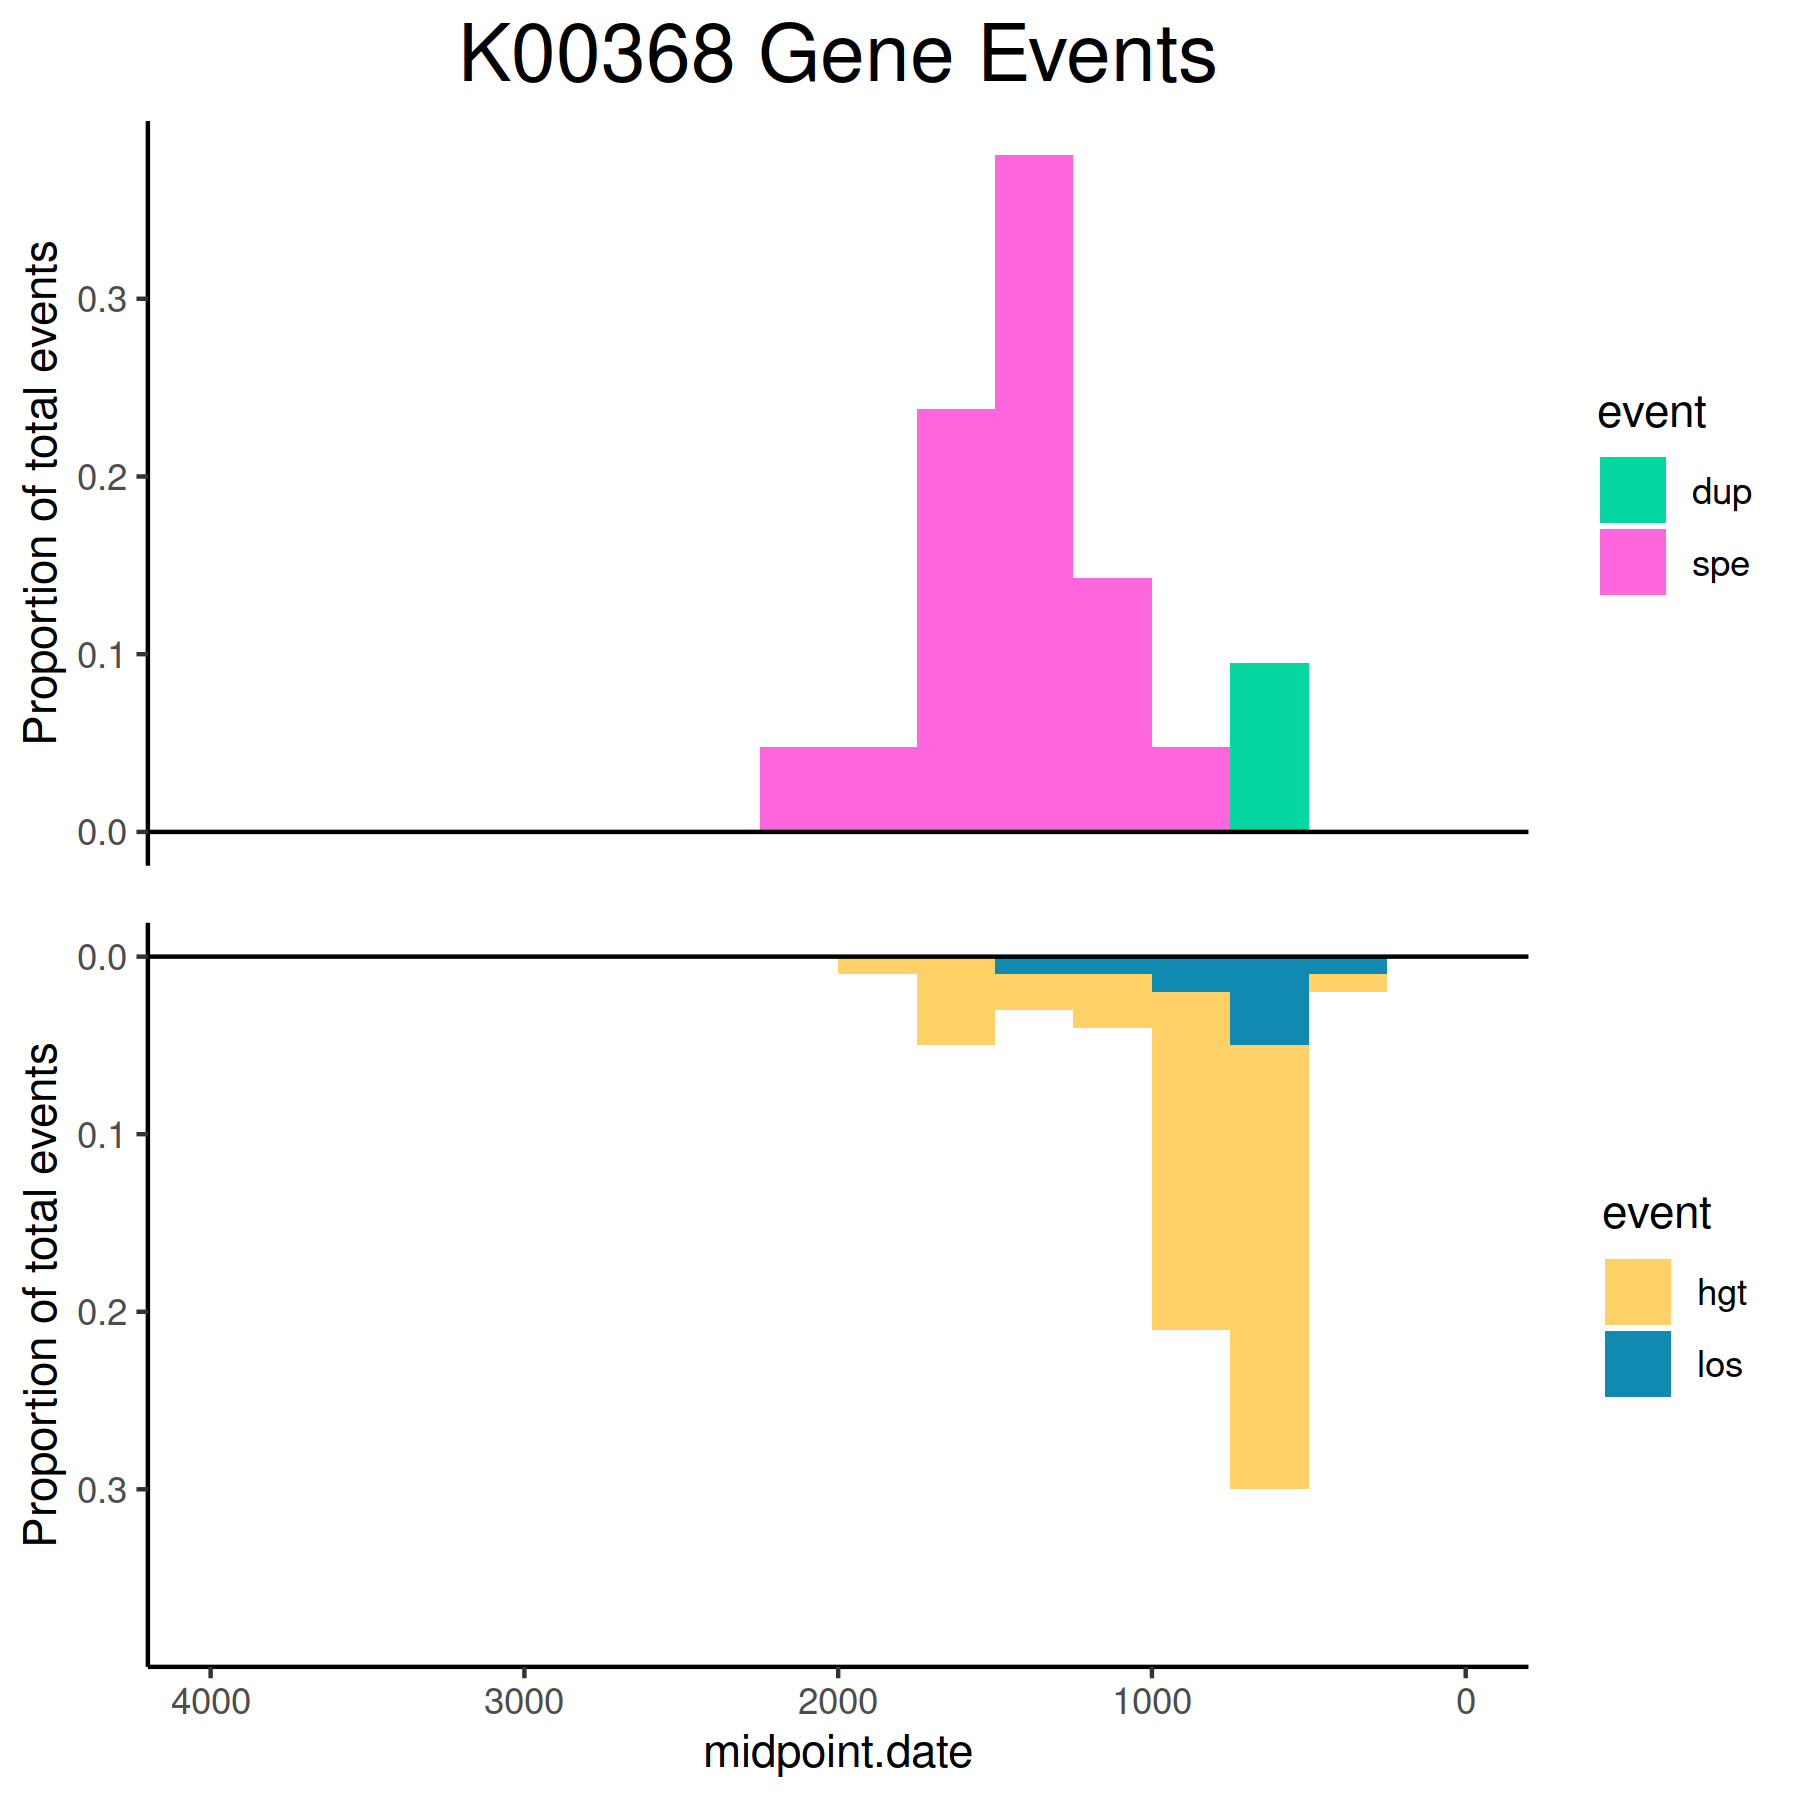 K00368 Gene Events
Proportion of total events
0.3
0.2
0.1
0.0
event
dup
spe
Proportion of total events
0.0
0.1
0.2
0.3
event
hgt
los
4000 3000 2000 1000 0
midpoint.date